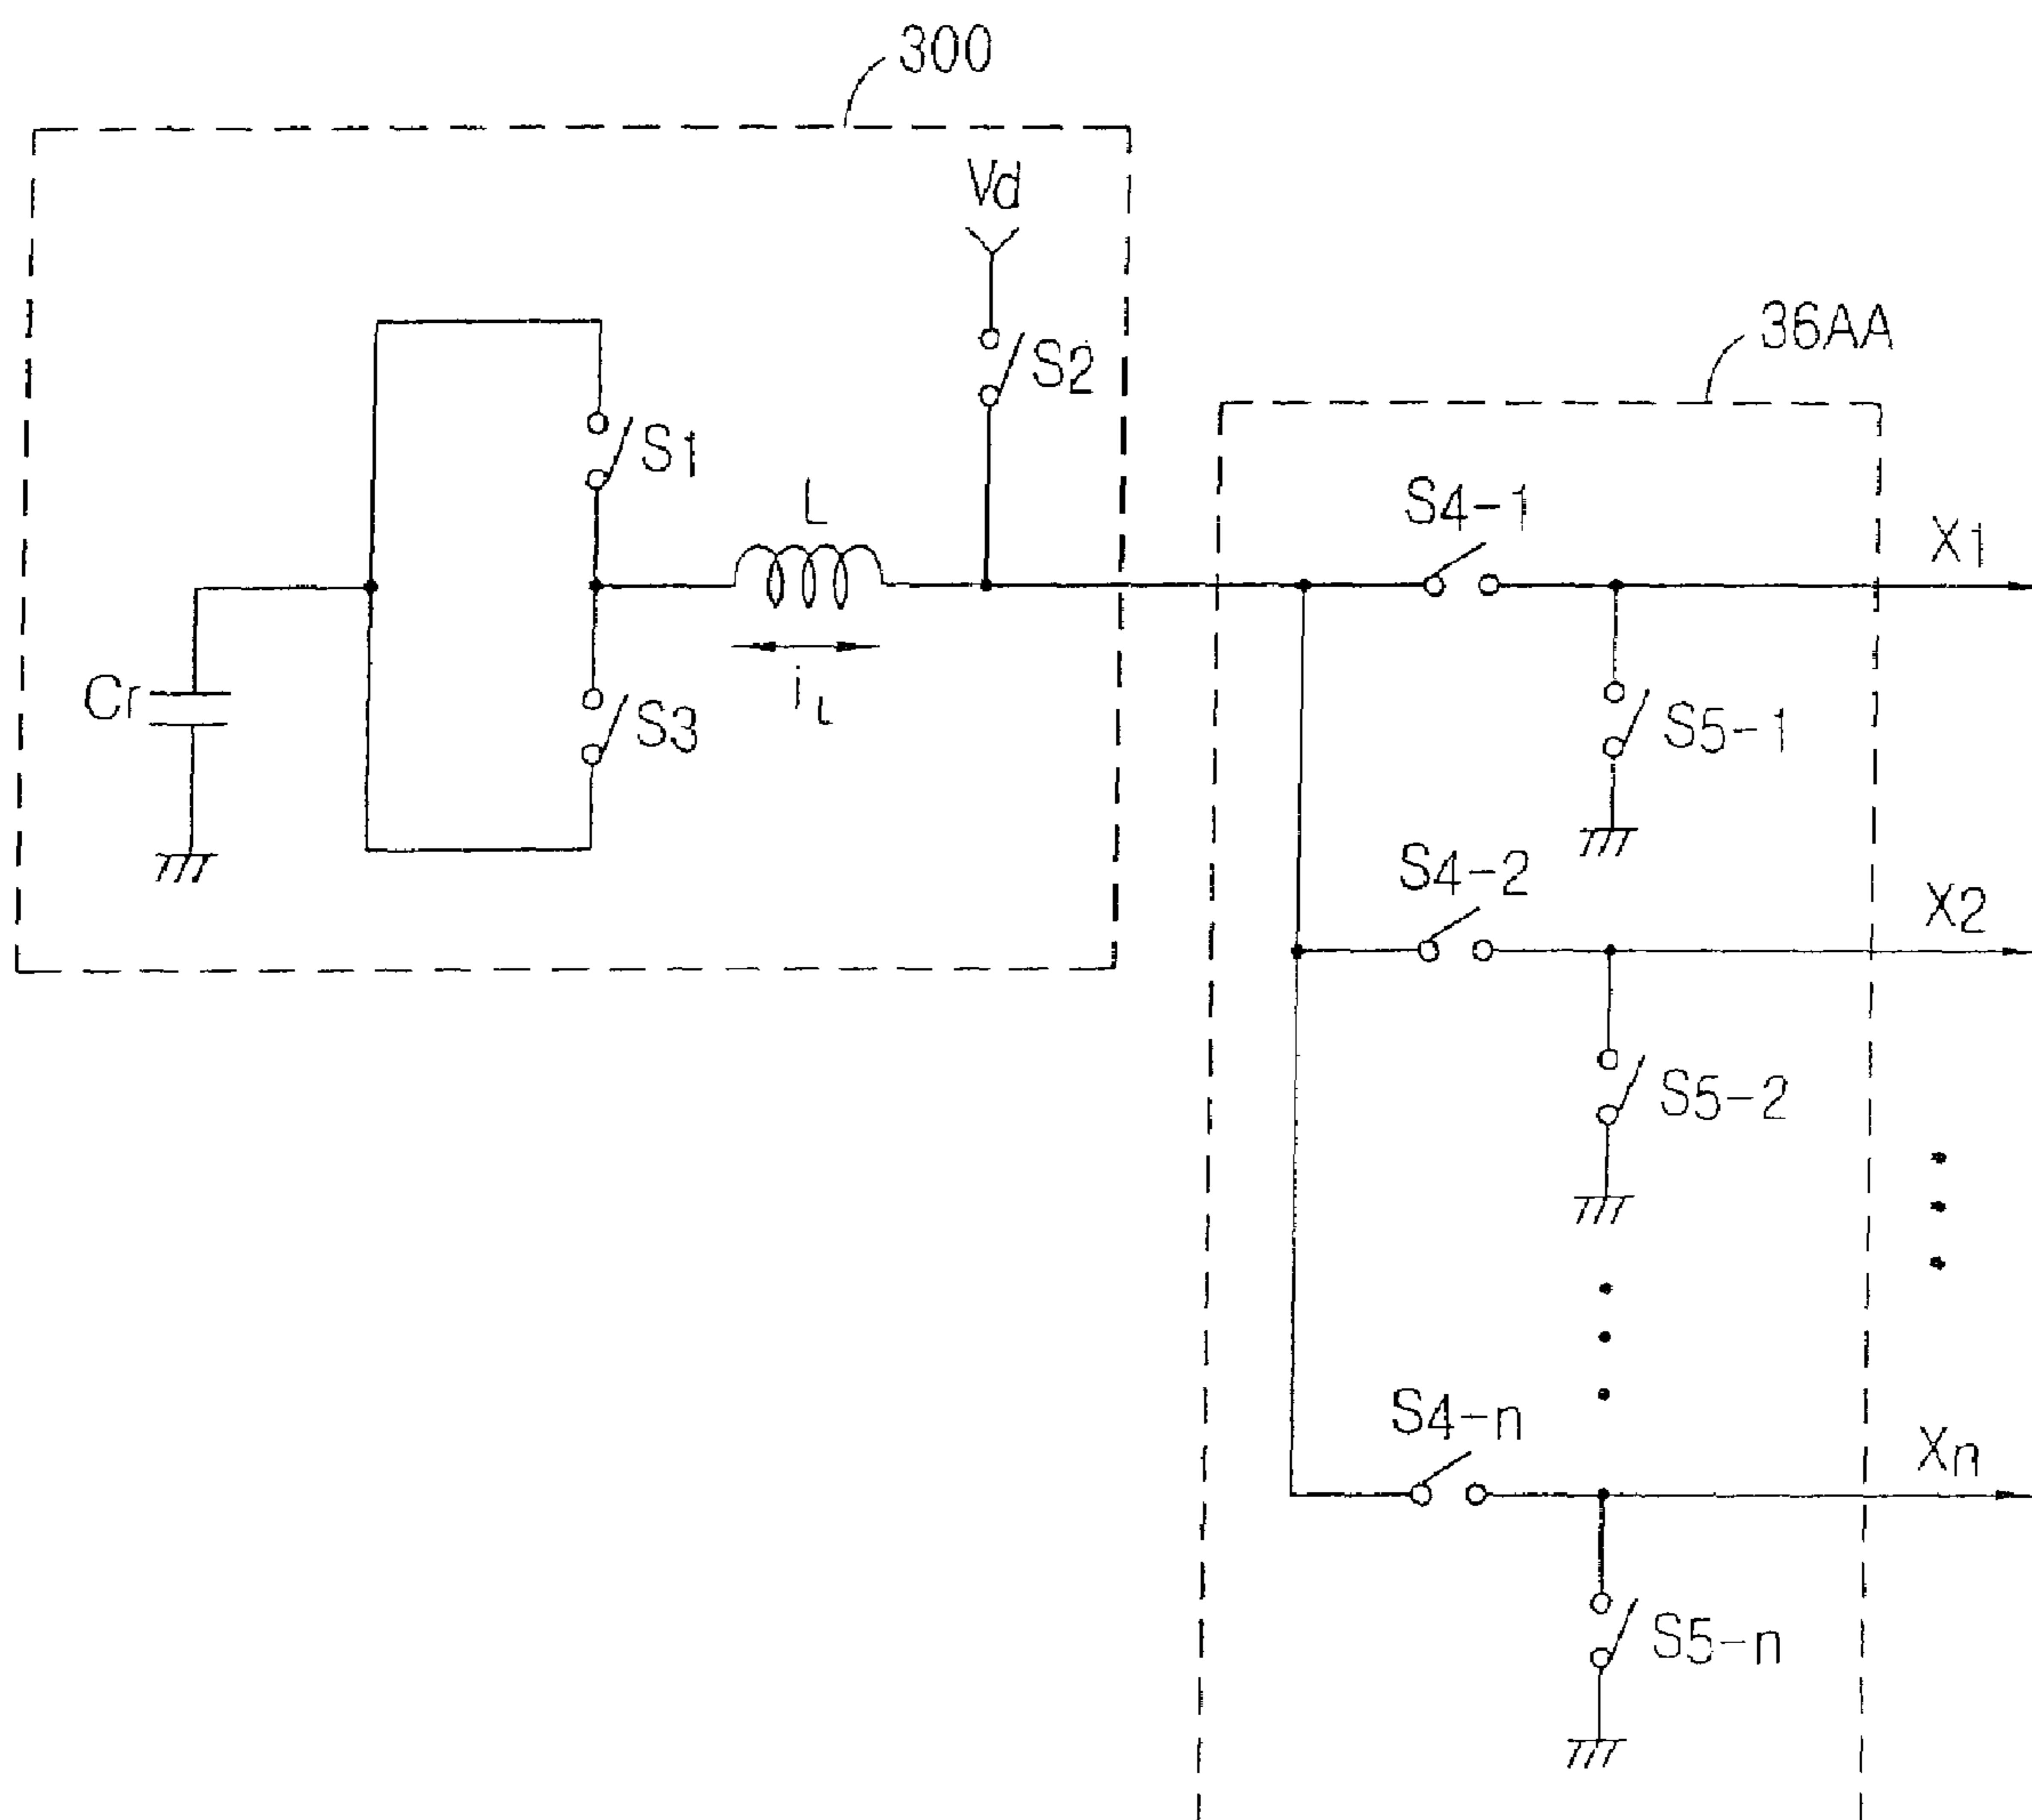 300
Vd
36AA
S2
S1
S4-1
X1
L
Cr
iL
S3
S5-1
S4-2
X2
S5-2
S4-n
Xn
S5-n